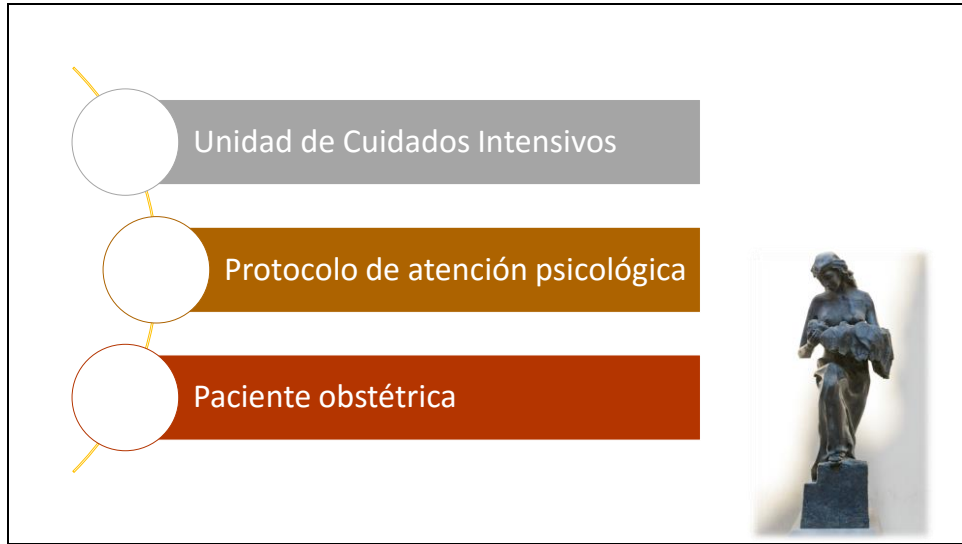 Unidad de Cuidados Intensivos
Protocolo de atención psicológica
Paciente obstétrica